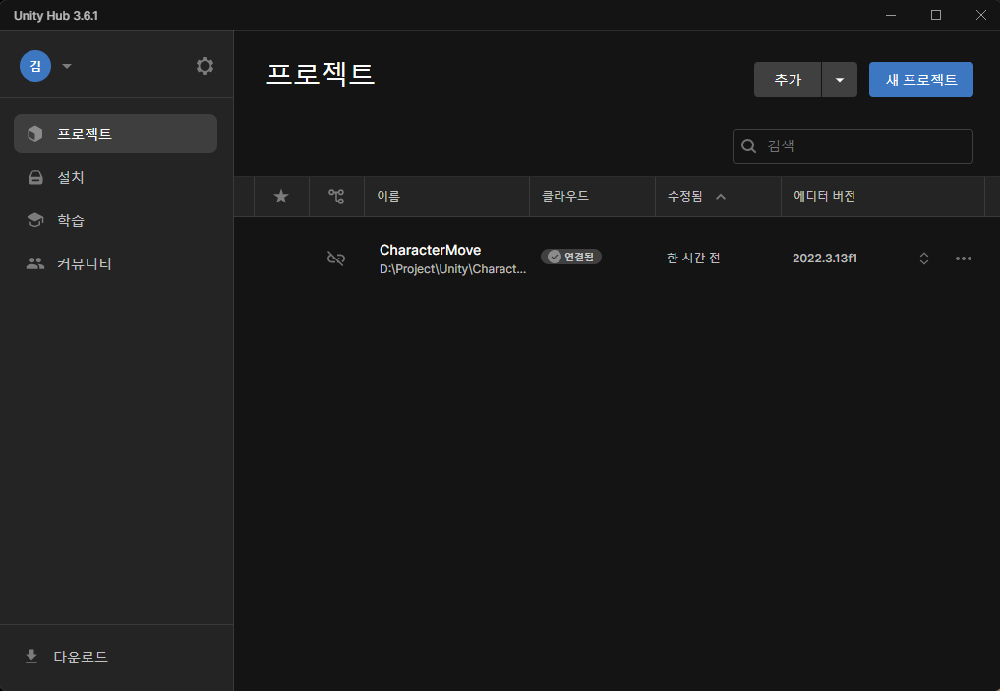 Unity Hub 3.6.1
김
프로젝트
설치
학습
커뮤니티
다운로드
프로젝트
추가
새 프로젝트
검색
이름 클라우드 수정됨 에디터 버전
CharacterMove
D:\Project\Unity\Charact...
연결됨
한 시간 전
2022.3.13f1